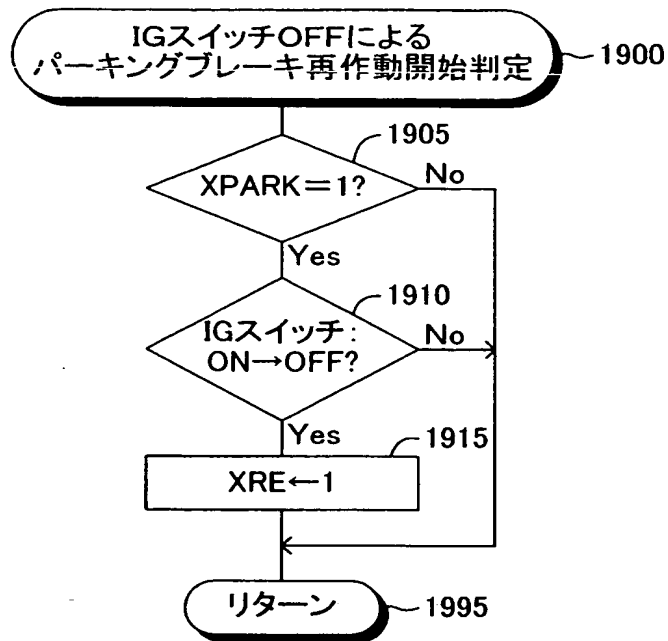 IGスイッチOFFによる
パーキングブレーキ再作動開始判定
1900
1905
XPARK=1?
No
Yes
1910
IGスイッチ:
ON→OFF?
No
Yes
1915
XRE←1
リターン
1995